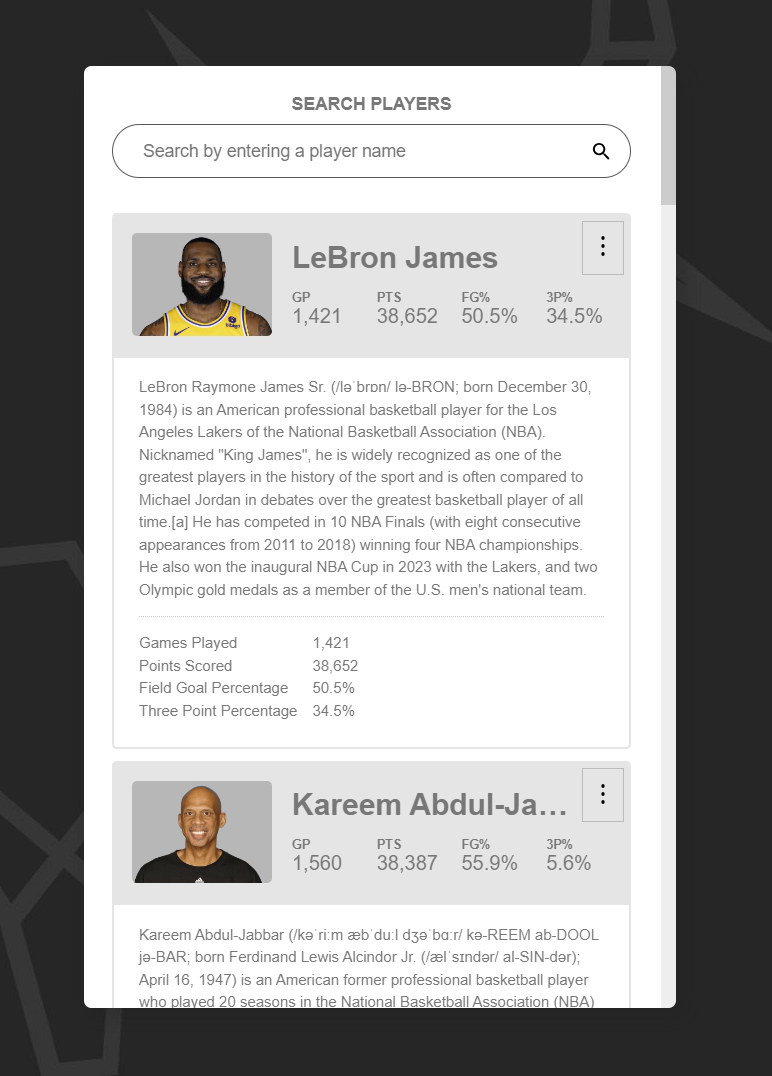 SEARCH PLAYERS
Search by entering a player name
LeBron James
GP PTS FG% 3P%
1,421 38,652 50.5% 34.5%
LeBron Raymone James Sr. (/ləˈbrɒn/ lə-BRON; born December 30,
1984) is an American professional basketball player for the Los
Angeles Lakers of the National Basketball Association (NBA).
Nicknamed "King James", he is widely recognized as one of the
greatest players in the history of the sport and is often compared to
Michael Jordan in debates over the greatest basketball player of all
time.[a] He has competed in 10 NBA Finals (with eight consecutive
appearances from 2011 to 2018) winning four NBA championships.
He also won the inaugural NBA Cup in 2023 with the Lakers, and two
Olympic gold medals as a member of the U.S. men's national team.
Games Played 1,421
Points Scored 38,652
Field Goal Percentage 50.5%
Three Point Percentage 34.5%
Kareem Abdul-Ja…
GP PTS FG% 3P%
1,560 38,387 55.9% 5.6%
Kareem Abdul-Jabbar (/kəˈriːm æbˈduːl dʒəˈbɑːr/ kə-REEM ab-DOOL
jə-BAR; born Ferdinand Lewis Alcindor Jr. (/ælˈsɪndər/ al-SIN-dər);
April 16, 1947) is an American former professional basketball player
who played 20 seasons in the National Basketball Association (NBA)